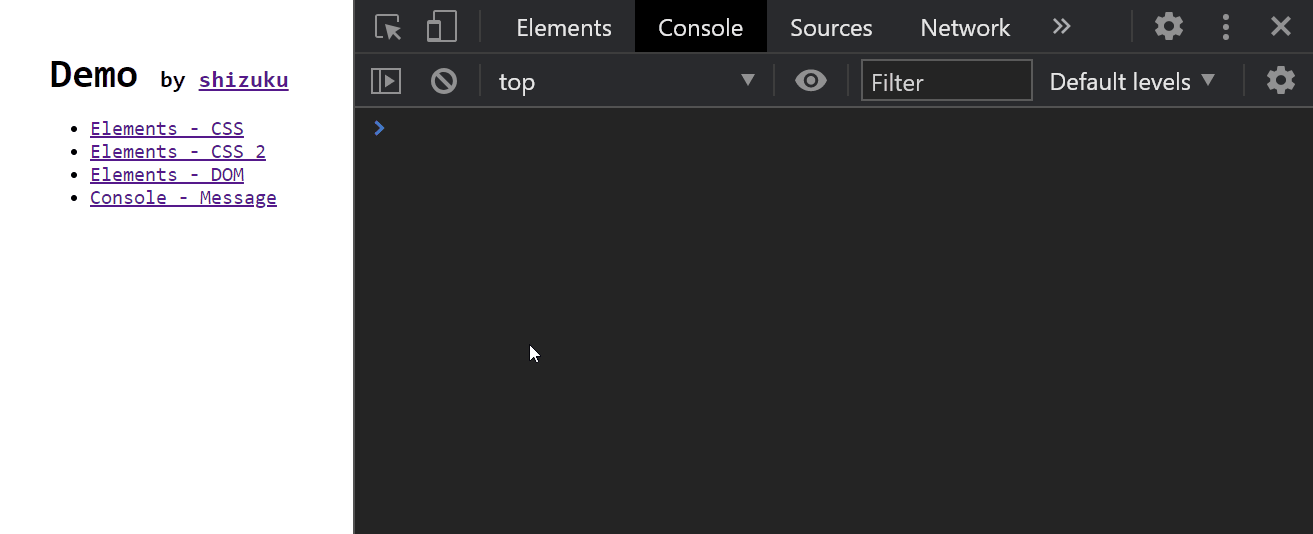 Demo by shizuku
Elements - CSS
Elements - CSS 2
Elements - DOM
Console - Message
Elements Console Sources Network
top Filter Default levels